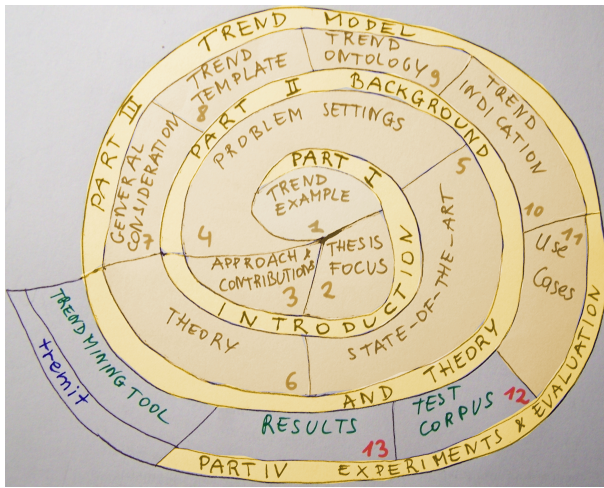 PART I
INTRODUCTION
TREND
EXAMPLE
1
THESIS
FOCUS
2
APPROACH &
CONTRIBUTIONS
3
PART II
BACKGROUND
AND THEORY
PROBLEM SETTINGS
4
STATE-OF-THE-ART
5
THEORY
6
PART III
TREND MODEL
GENERAL
CONSIDERATION
7
TREND
TEMPLATE
8
TREND
ONTOLOGY
9
TREND
INDICATION
10
PART IV
EXPERIMENTS & EVALUATION
USE
CASES
11
TEST
CORPUS
12
RESULTS
13
TRENDMINING TOOL
tremit